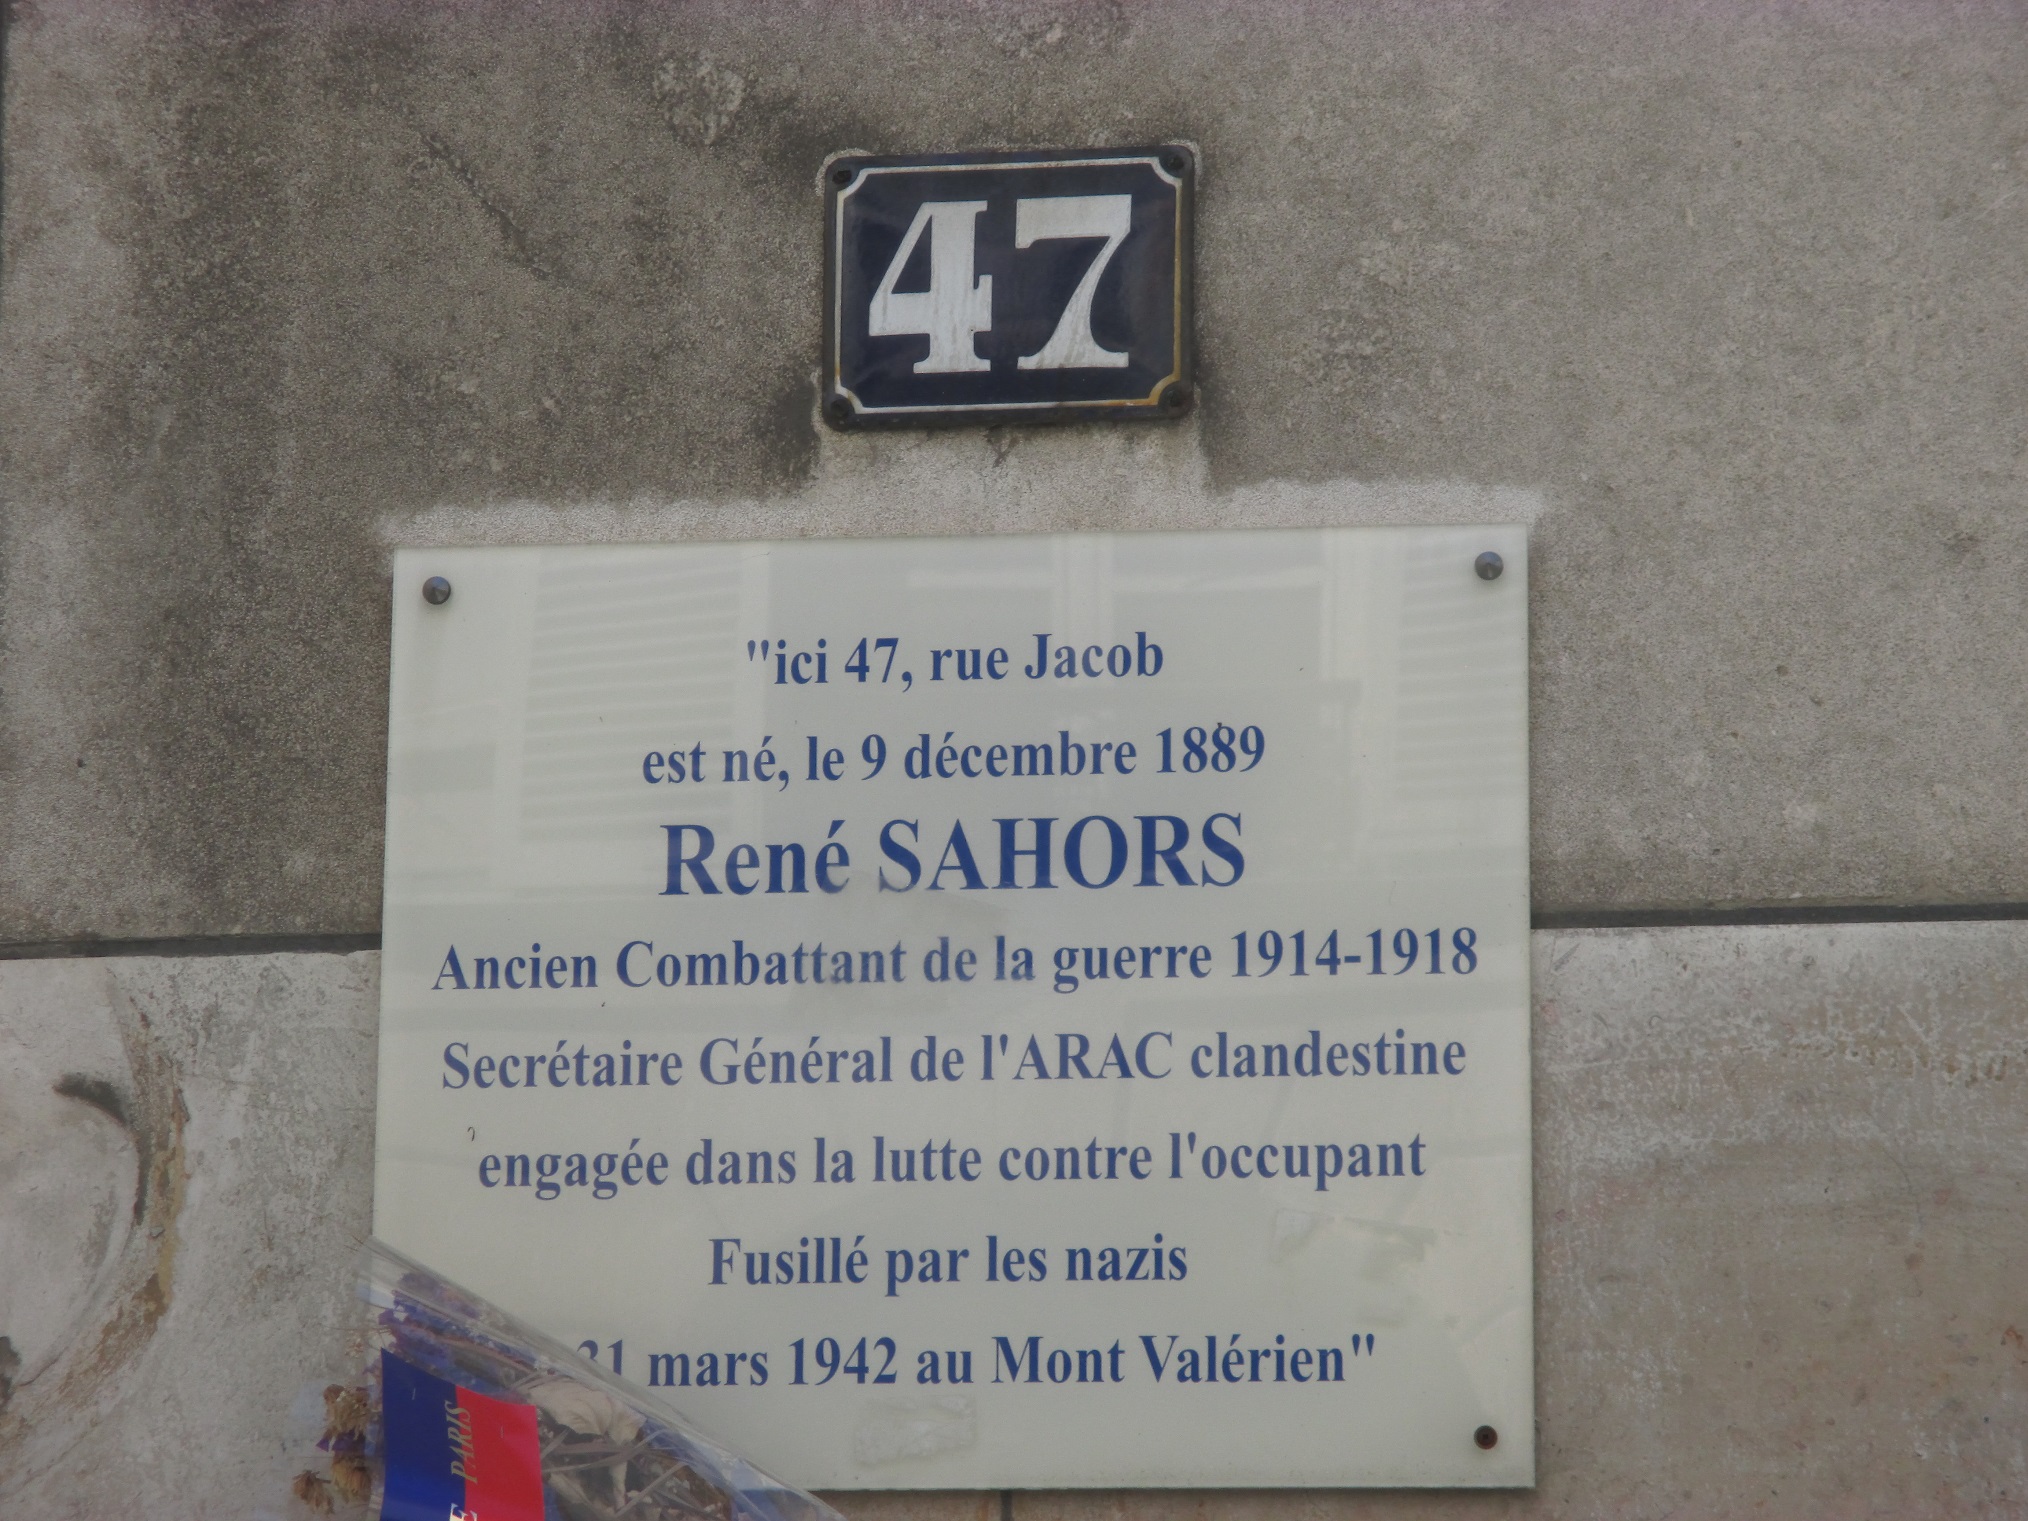 47
"ici 47, rue Jacob
est né, le 9 décembre 1889
René SAHORS
Ancien Combattant de la guerre 1914-1918
Secrétaire Général de l'ARAC clandestine
engagée dans la lutte contre l'occupant
Fusillé par les nazis
31 mars 1942 au Mont Valérien"
PARIS